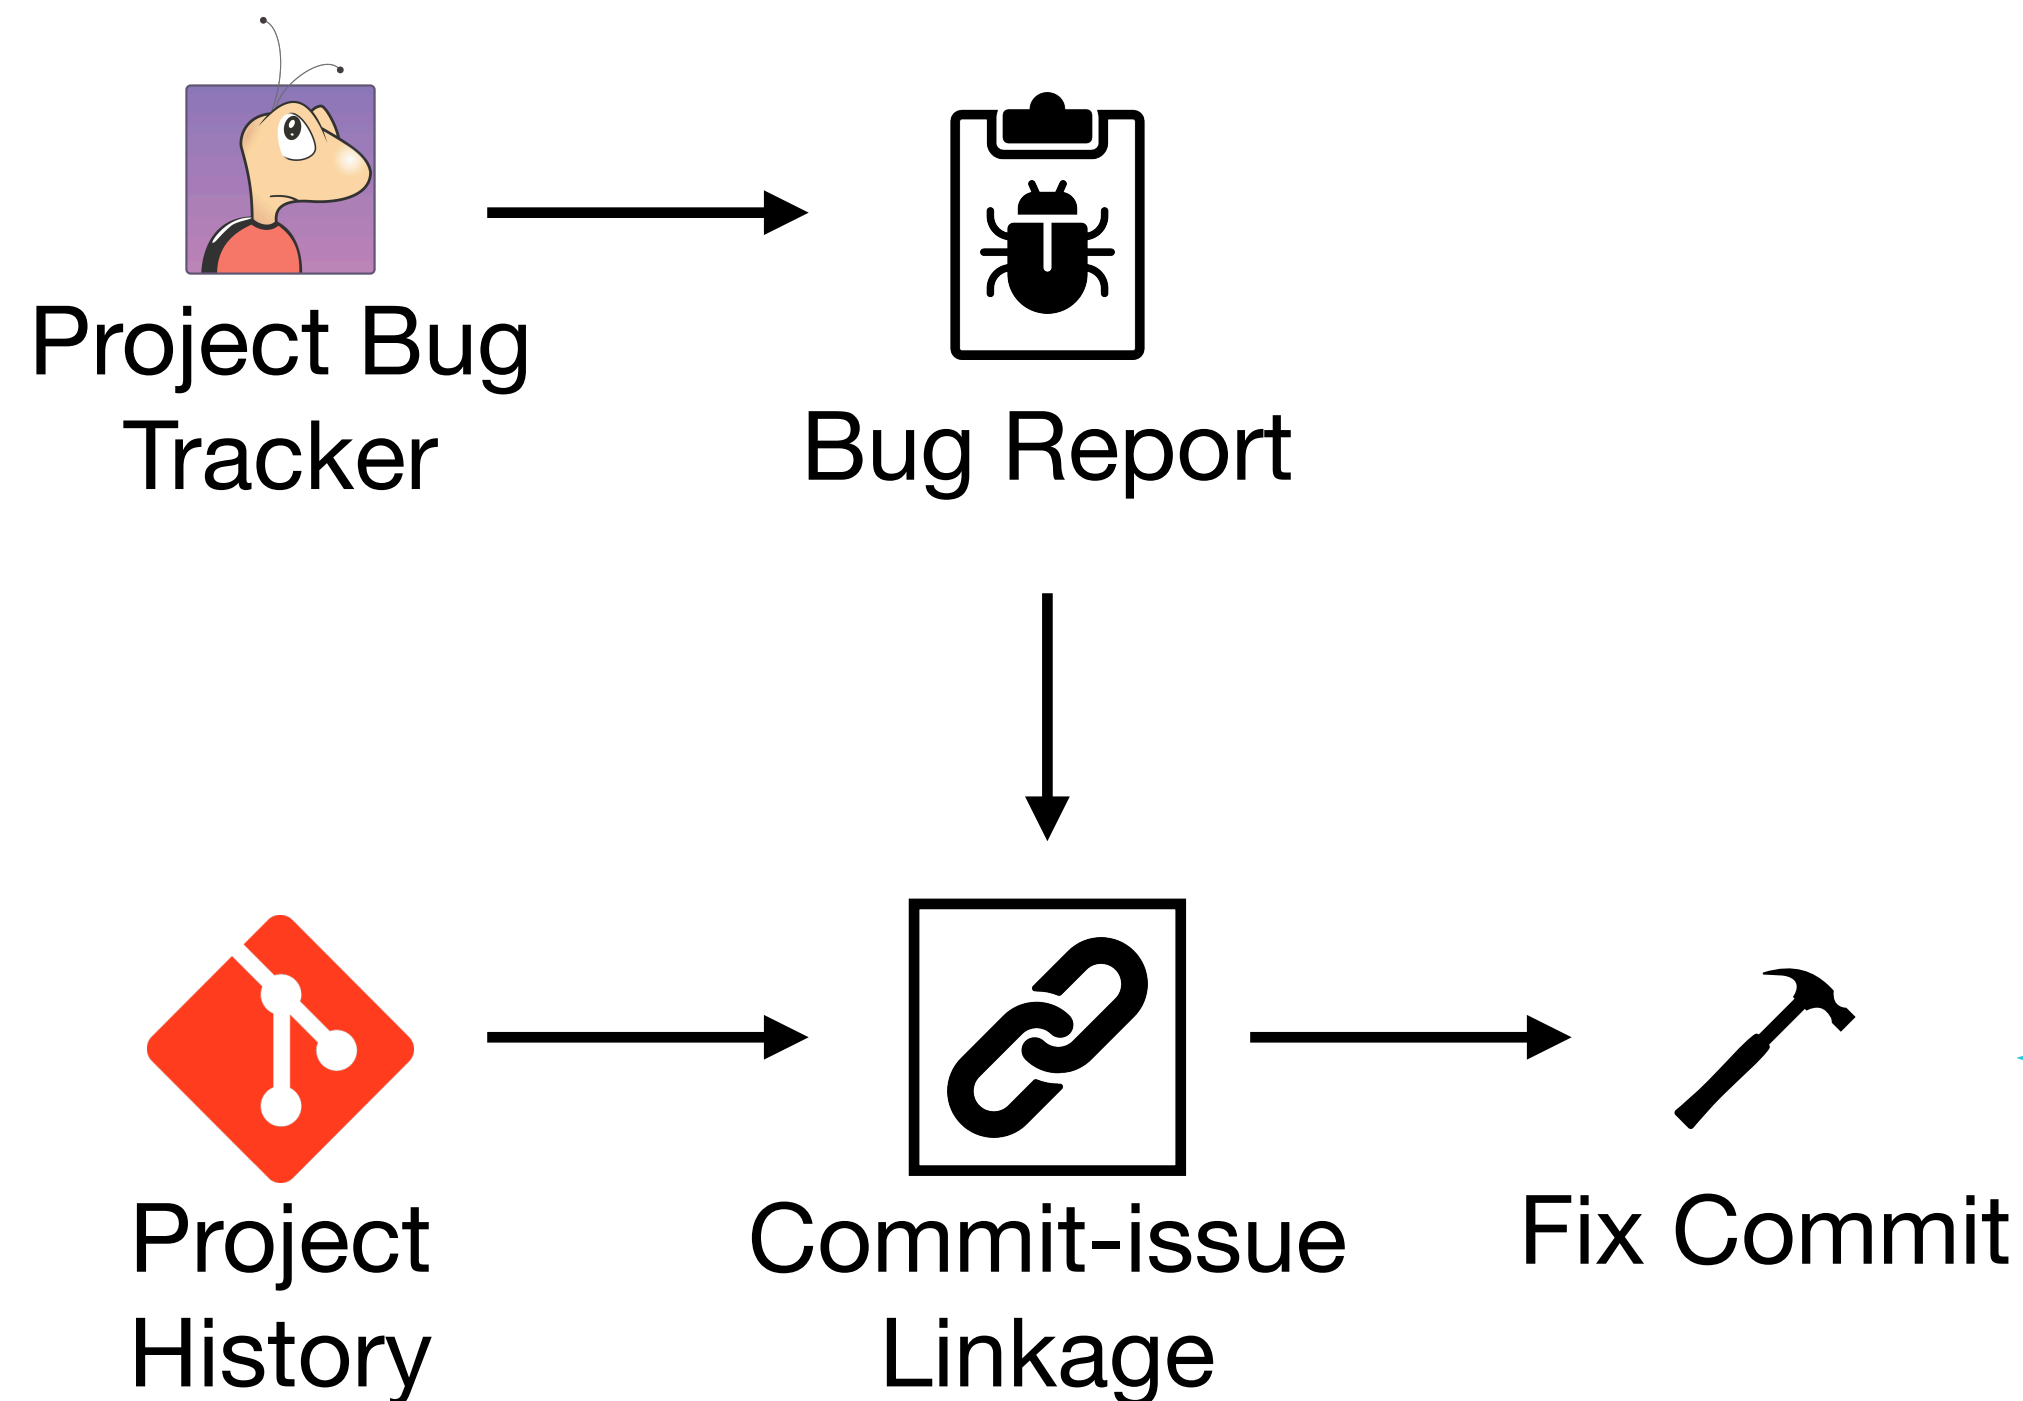 Project Bug
Tracker
Bug Report
Project
History
Commit-issue
Linkage
Fix Commit